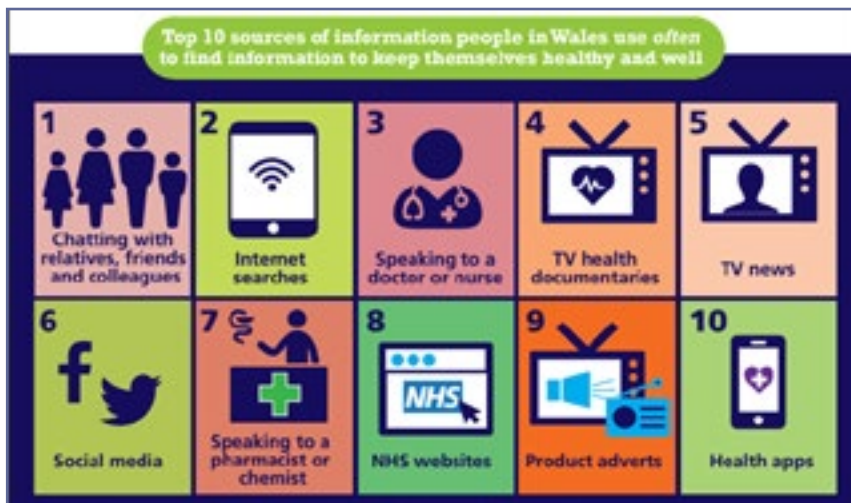 Top 10 sources of information people in Wales use often
to find information to keep themselves healthy and well
1
Chatting with
relatives, friends
and colleagues
2
Internet
searches
3
Speaking to a
doctor or nurse
4
TV health
documentaries
5
TV news
6
f
Social media
7
Speaking to a
pharmacist or
chemist
8
NHS
NHS websites
9
Product adverts
10
Health apps